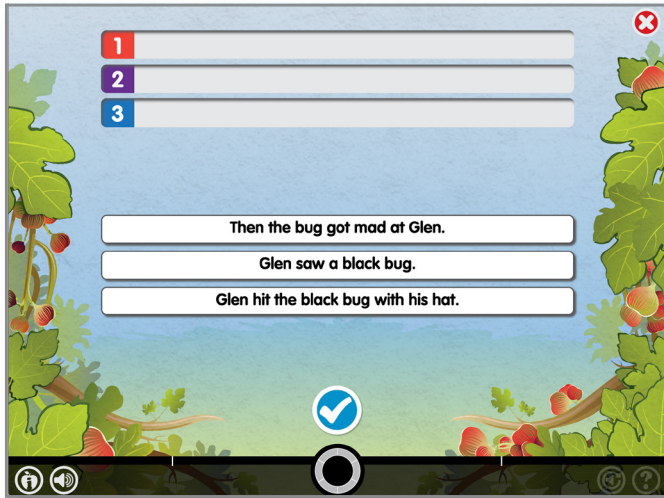 1
2
3
Then the bug got mad at Glen.
Glen saw a black bug.
Glen hit the black bug with his hat.
i
?